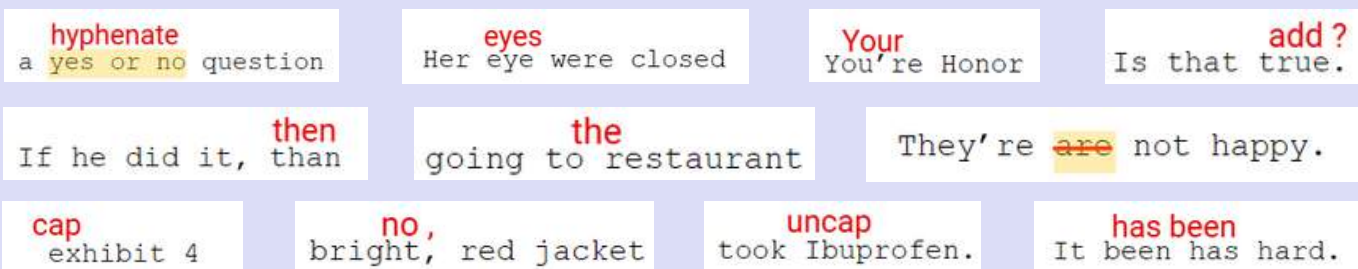 hyphenate
a yes or no question
eyes
Her eye were closed
Your
You're Honor
add ?
Is that true.
then
If he did it, than
the
going to restaurant
They're are not happy.
cap
exhibit 4
no ,
bright, red jacket
uncap
took Ibuprofen.
has been
It been has hard.